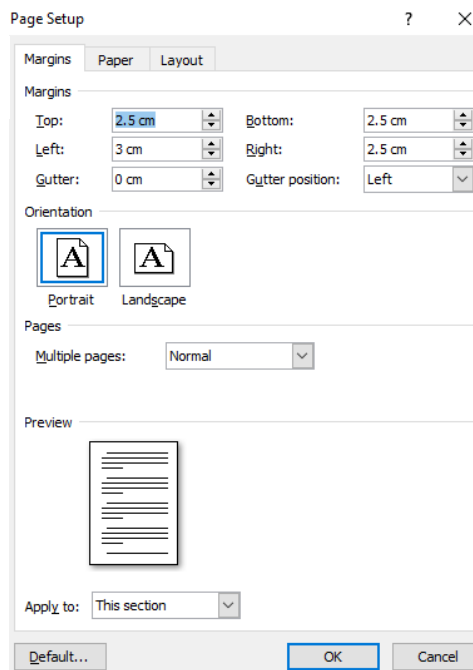 Page Setup ? X
Margins Paper Layout
Margins
Top: 2.5 cm Bottom: 2.5 cm
Left: 3 cm Right: 2.5 cm
Gutter: 0 cm Gutter position: Left
Orientation
A A
Portrait Landscape
Pages
Multiple pages: Normal
Preview
Apply to: This section
Default... OK Cancel